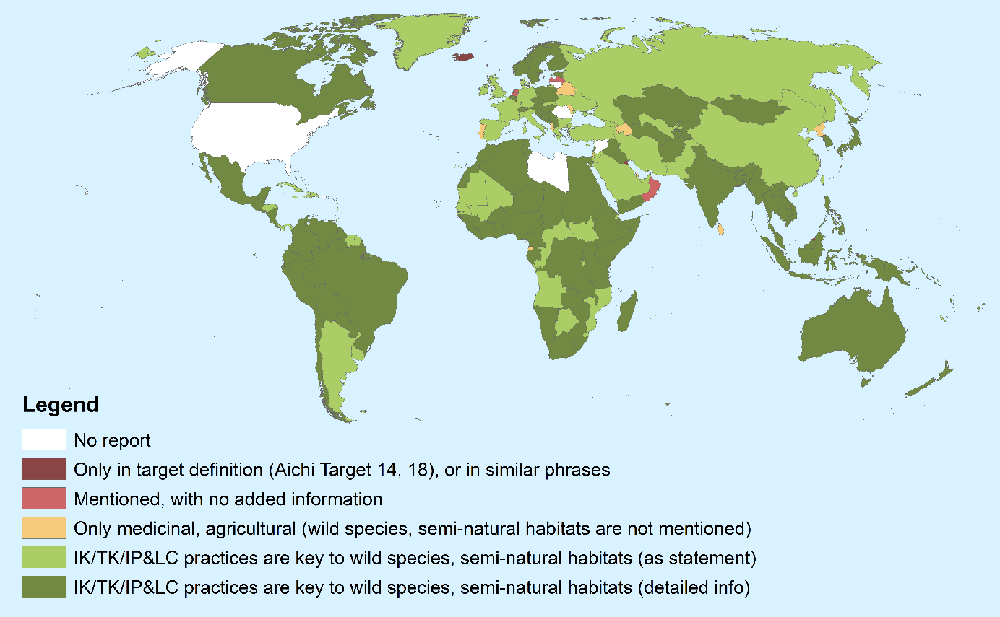 Legend
No report
Only in target definition (Aichi Target 14, 18), or in similar phrases
Mentioned, with no added information
Only medicinal, agricultural (wild species, semi-natural habitats are not mentioned)
IK/TK/IP&LC practices are key to wild species, semi-natural habitats (as statement)
IK/TK/IP&LC practices are key to wild species, semi-natural habitats (detailed info)